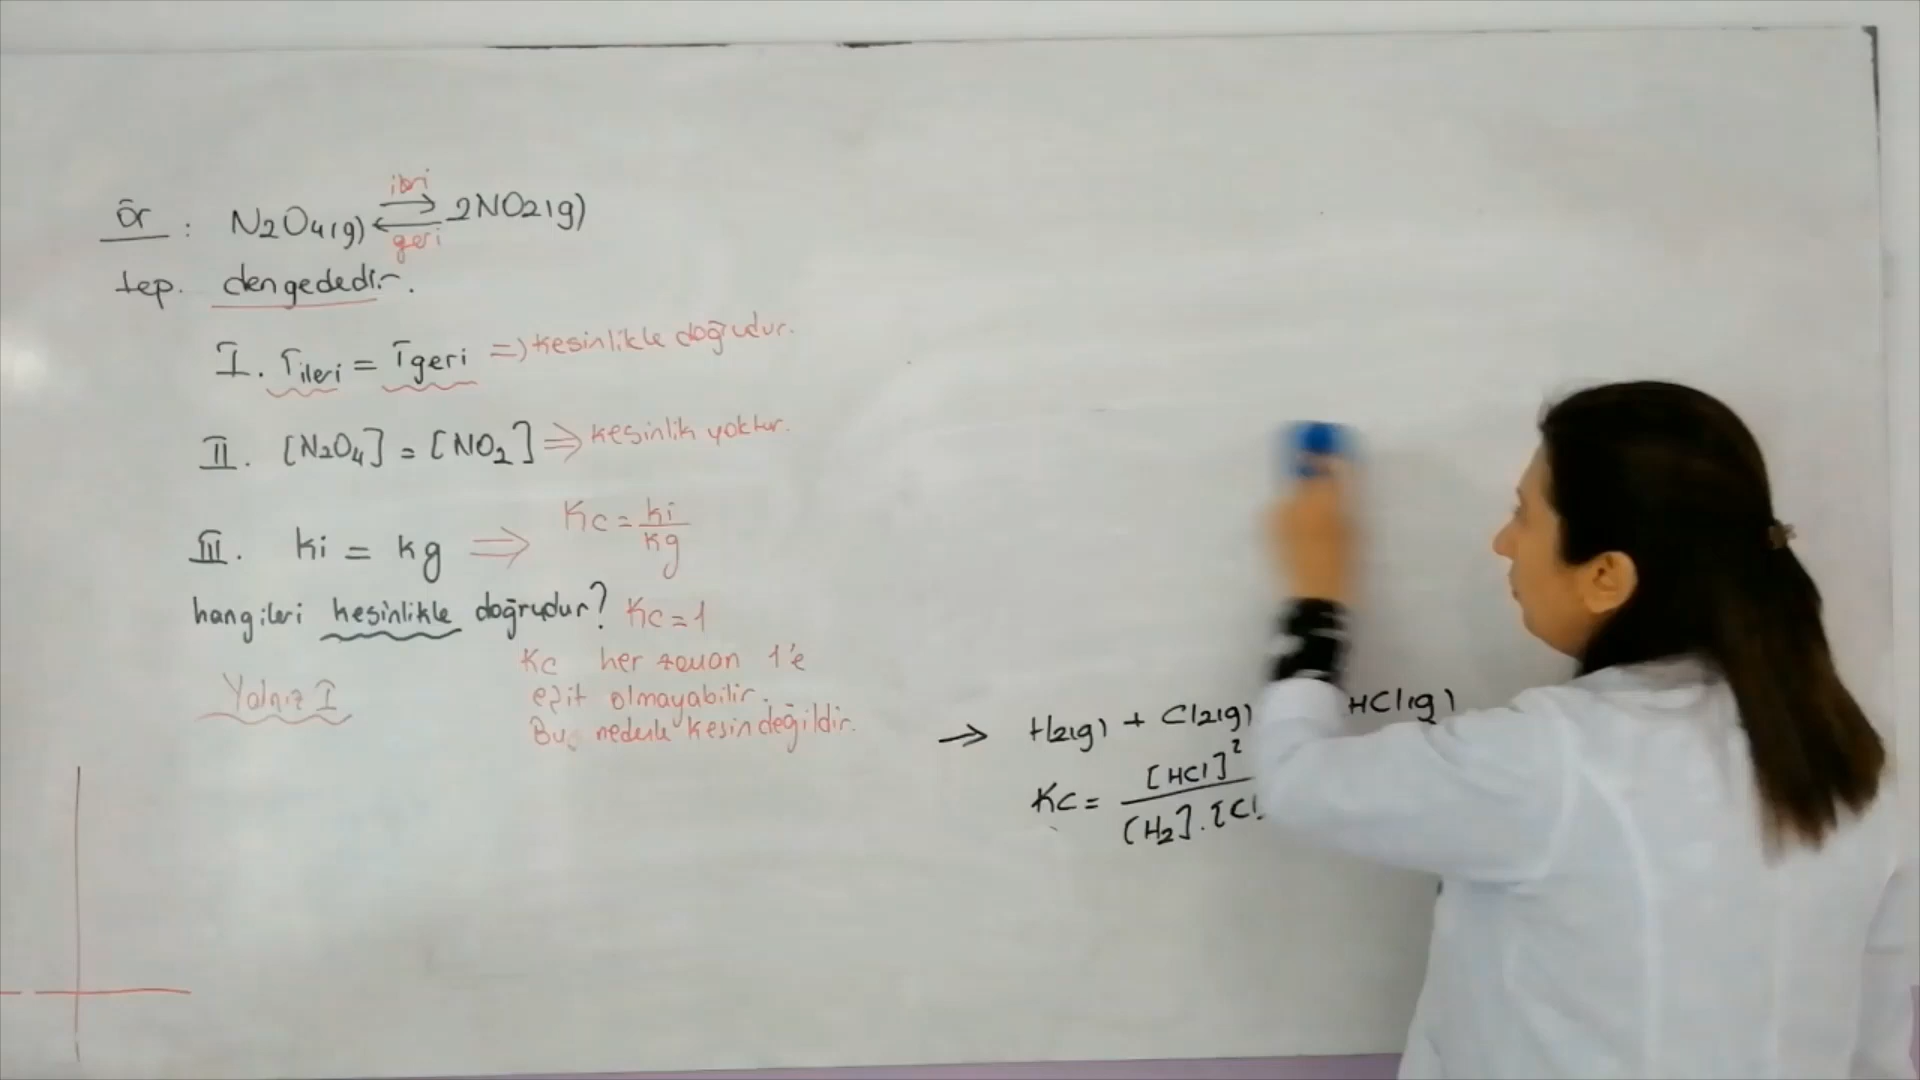 ör : N2O4(g) ⇌ 2NO2(g)
ileri
geri
tep. dengededir.
I. rileri = rgeri => kesinlikle doğrudur.
II. [N2O4] = [NO2] => kesinlik yoktur.
III. ki = kg => Kc = ki/kg
hangileri kesinlikle doğrudur? Kc=1
Yalnız I
Kc her zaman 1'e
eşit olmayabilir.
Bu nedenle kesin değildir.
→ H2(g) + Cl2(g) HCl(g)
Kc = [HCl]²/[H2].[Cl